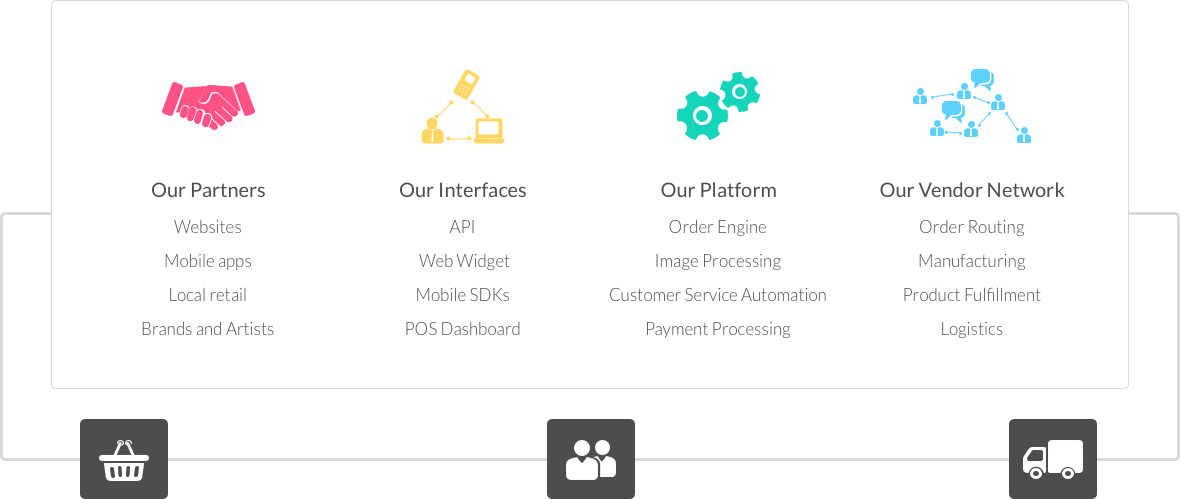 Our Partners
Websites
Mobile apps
Local retail
Brands and Artists
Our Interfaces
API
Web Widget
Mobile SDKs
POS Dashboard
Our Platform
Order Engine
Image Processing
Customer Service Automation
Payment Processing
Our Vendor Network
Order Routing
Manufacturing
Product Fulfillment
Logistics